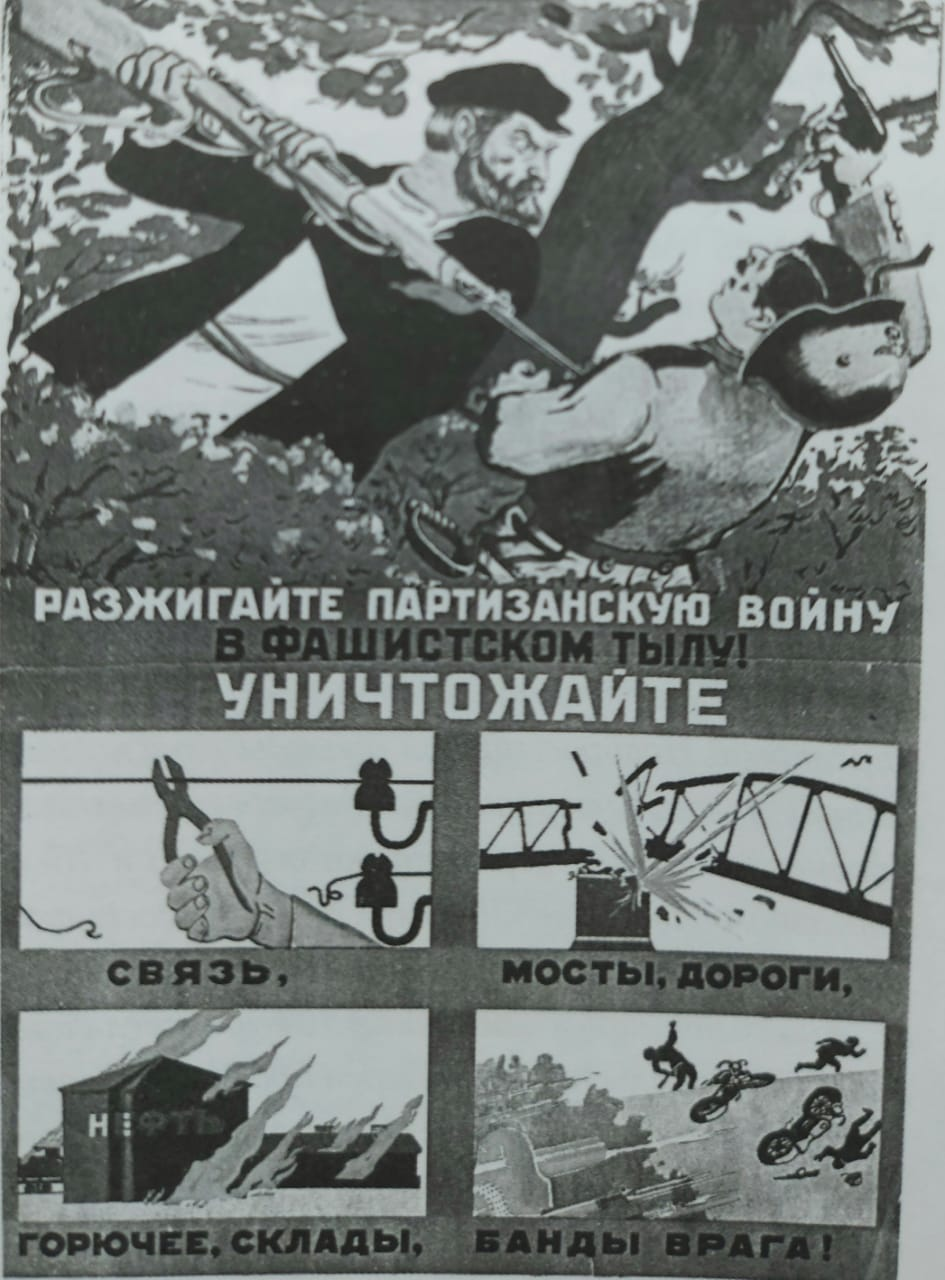 РАЗЖИГАЙТЕ ПАРТИЗАНСКУЮ ВОЙНУ
В ФАШИСТСКОМ ТЫЛУ!
УНИЧТОЖАЙТЕ
СВЯЗЬ,
МОСТЫ, ДОРОГИ,
НЕФТЬ
ГОРЮЧЕЕ, СКЛАДЫ,
БАНДЫ ВРАГА!